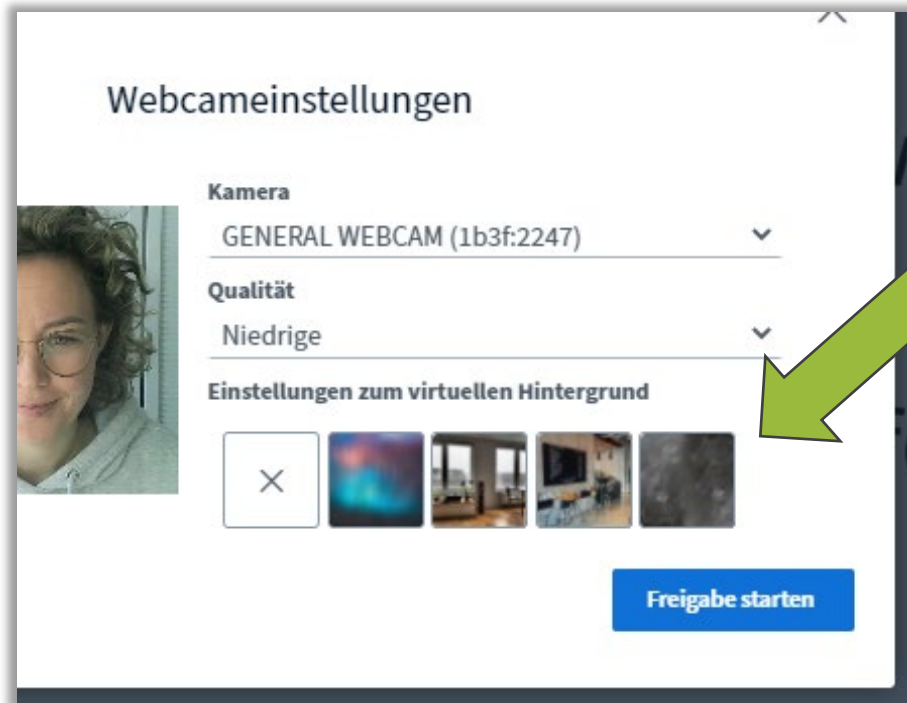 Webcameinstellungen
Kamera
GENERAL WEBCAM (1b3f:2247)
Qualität
Niedrige
Einstellungen zum virtuellen Hintergrund
Freigabe starten